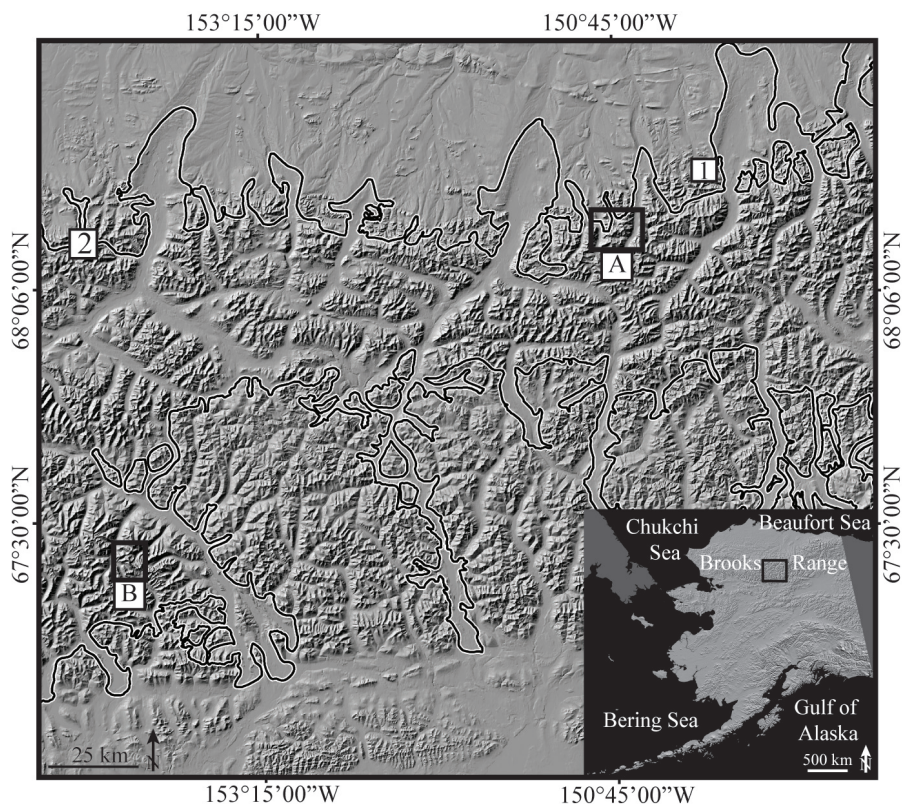 153°15’00”W 150°45’00”W
1
2
A
68°06’00”N 68°06’00”N
67°30’00”N 67°30’00”N
B
Chukchi Sea
Beaufort Sea
Brooks Range
Bering Sea
Gulf of Alaska
25 km
500 km
N
153°15’00”W 150°45’00”W